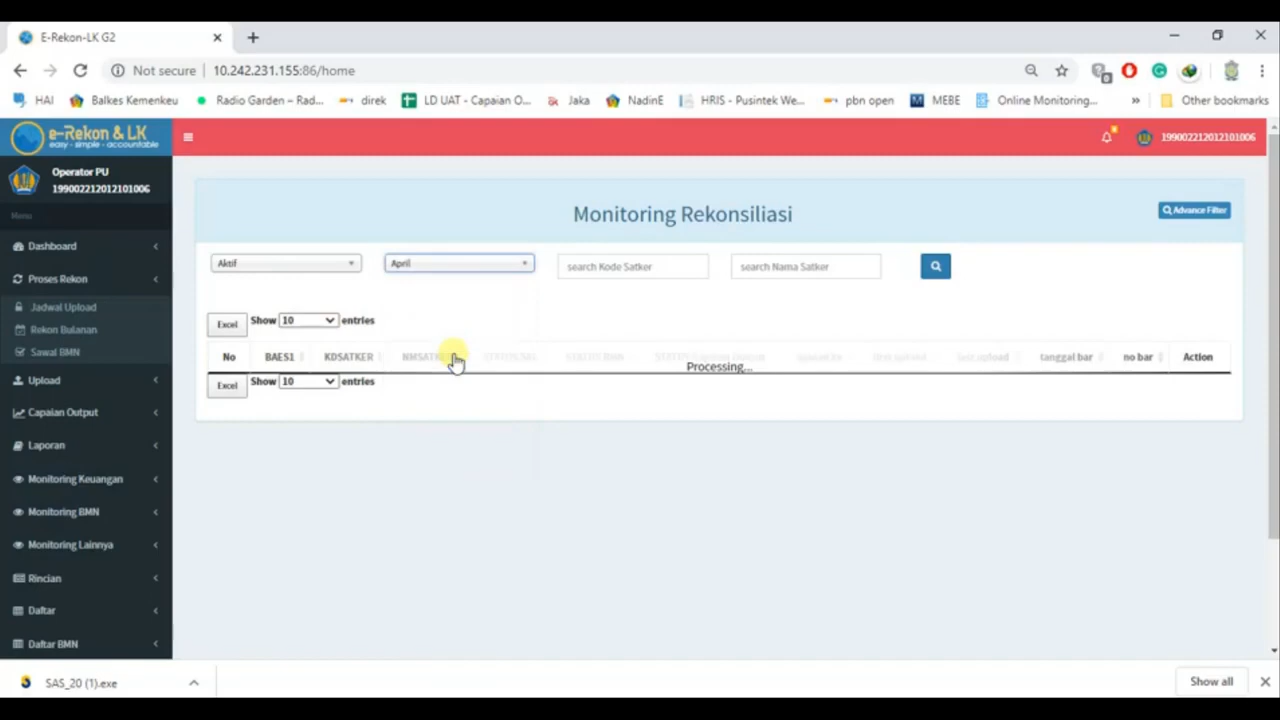 E-Rekon-LK G2
Not secure 10.242.231.155:86/home
HAI Balkes Kemenkeu Radio Garden – Rad... direk LD UAT - Capaian O... Jaka NadinE HRIS - Pusintek We... pbn open MEBE Online Monitoring... » Other bookmarks
e-Rekon & LK
easy - simple - accountable
199002212012101006
Operator PU
199002212012101006
Menu
Dashboard
Proses Rekon
Jadwal Upload
Rekon Bulanan
Sawal BMN
Upload
Capaian Output
Laporan
Monitoring Keuangan
Monitoring BMN
Monitoring Lainnya
Rincian
Daftar
Daftar BMN
Monitoring Rekonsiliasi
Advance Filter
Aktif April search Kode Satker search Nama Satker
Excel Show 10 entries
No BAES1 KDSATKER first upload last upload tanggal bar no bar Action
Processing...
Excel Show 10 entries
SAS_20 (1).exe
Show all